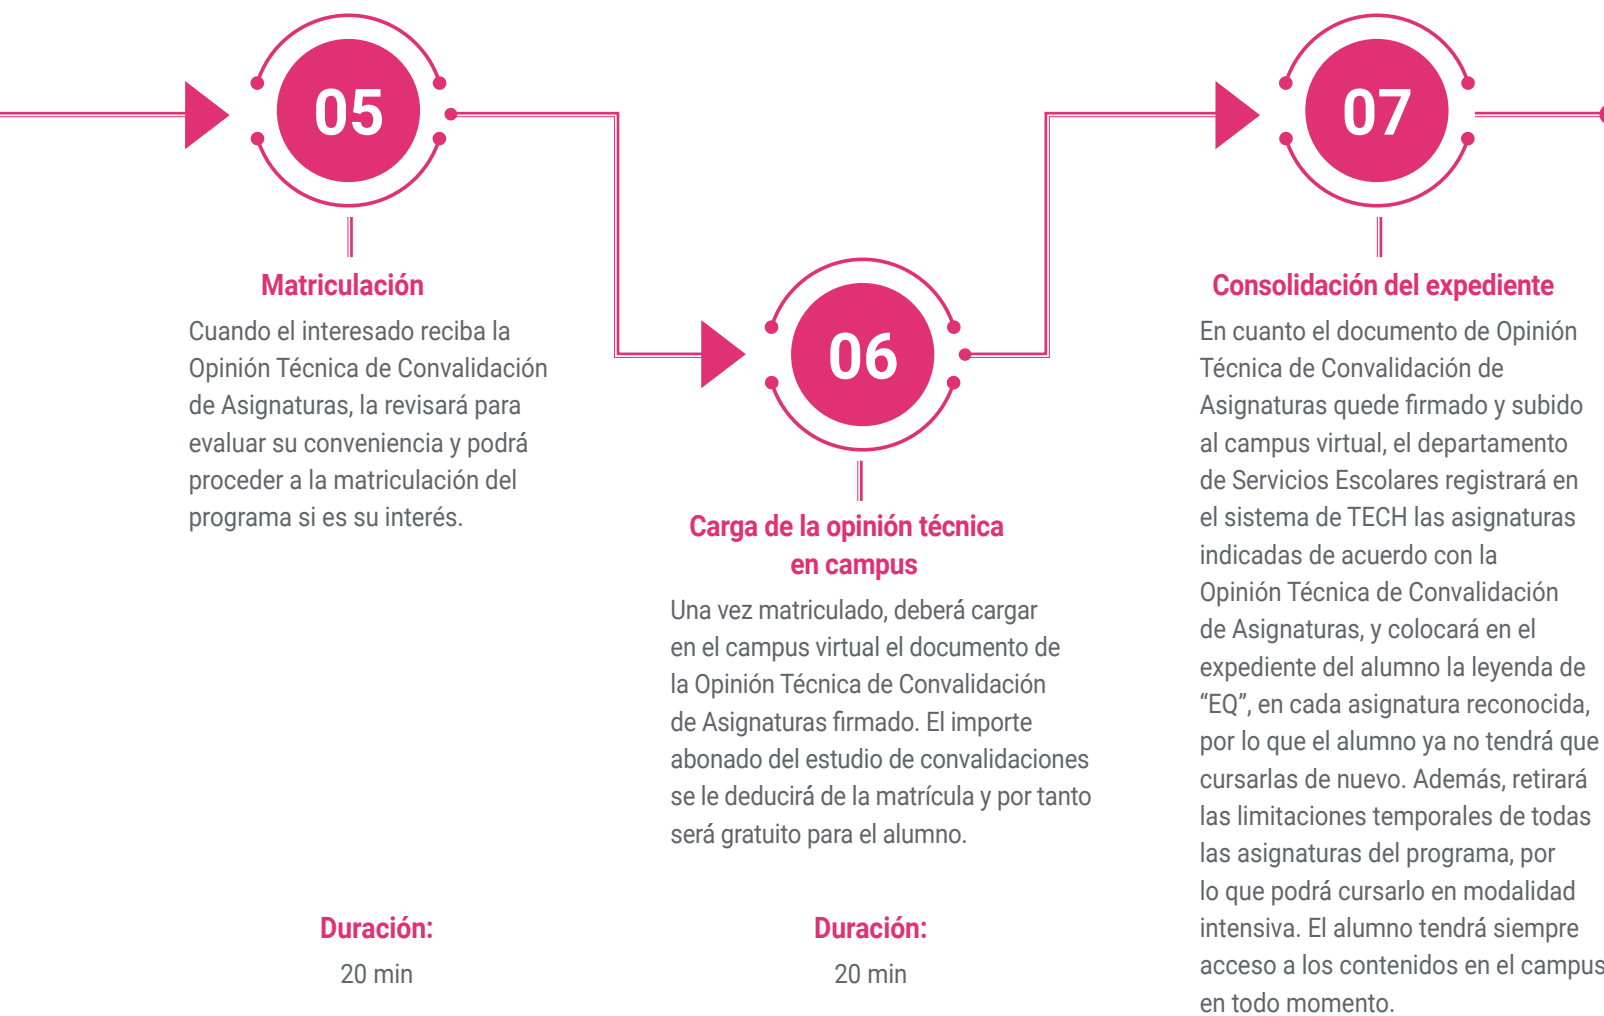 05
Matriculación
Cuando el interesado reciba la
Opinión Técnica de Convalidación
de Asignaturas, la revisará para
evaluar su conveniencia y podrá
proceder a la matriculación del
programa si es su interés.
Duración:
20 min
06
Carga de la opinión técnica
en campus
Una vez matriculado, deberá cargar
en el campus virtual el documento de
la Opinión Técnica de Convalidación
de Asignaturas firmado. El importe
abonado del estudio de convalidaciones
se le deducirá de la matrícula y por tanto
será gratuito para el alumno.
Duración:
20 min
07
Consolidación del expediente
En cuanto el documento de Opinión
Técnica de Convalidación de
Asignaturas quede firmado y subido
al campus virtual, el departamento
de Servicios Escolares registrará en
el sistema de TECH las asignaturas
indicadas de acuerdo con la
Opinión Técnica de Convalidación
de Asignaturas, y colocará en el
expediente del alumno la leyenda de
“EQ”, en cada asignatura reconocida,
por lo que el alumno ya no tendrá que
cursarlas de nuevo. Además, retirará
las limitaciones temporales de todas
las asignaturas del programa, por
lo que podrá cursarlo en modalidad
intensiva. El alumno tendrá siempre
acceso a los contenidos en el campus
en todo momento.